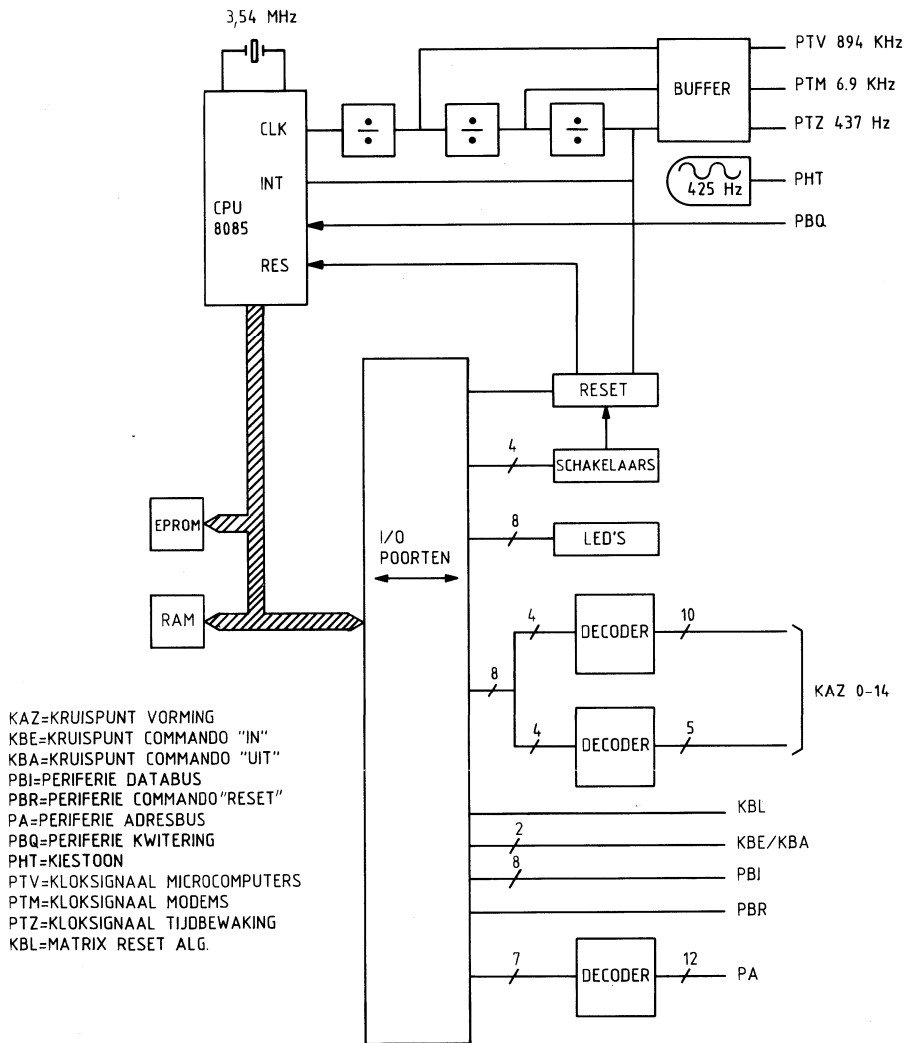 3,54 MHz
CLK
INT
CPU
8085
RES
÷
÷
÷
BUFFER
PTV 894 KHz
PTM 6.9 KHz
PTZ 437 Hz
425 Hz
PHT
PBQ
RESET
4
SCHAKELAARS
8
LED'S
EPROM
RAM
I/O
POORTEN
4
DECODER
10
8
KAZ 0-14
4
DECODER
5
KBL
2
KBE/KBA
8
PBI
PBR
7
DECODER
12
PA
KAZ=KRUISPUNT VORMING
KBE=KRUISPUNT COMMANDO "IN"
KBA=KRUISPUNT COMMANDO "UIT"
PBI=PERIFERIE DATABUS
PBR=PERIFERIE COMMANDO"RESET"
PA=PERIFERIE ADRESBUS
PBQ=PERIFERIE KWITERING
PHT=KIESTOON
PTV=KLOKSIGNAAL MICROCOMPUTERS
PTM=KLOKSIGNAAL MODEMS
PTZ=KLOKSIGNAAL TIJDBEWAKING
KBL=MATRIX RESET ALG.